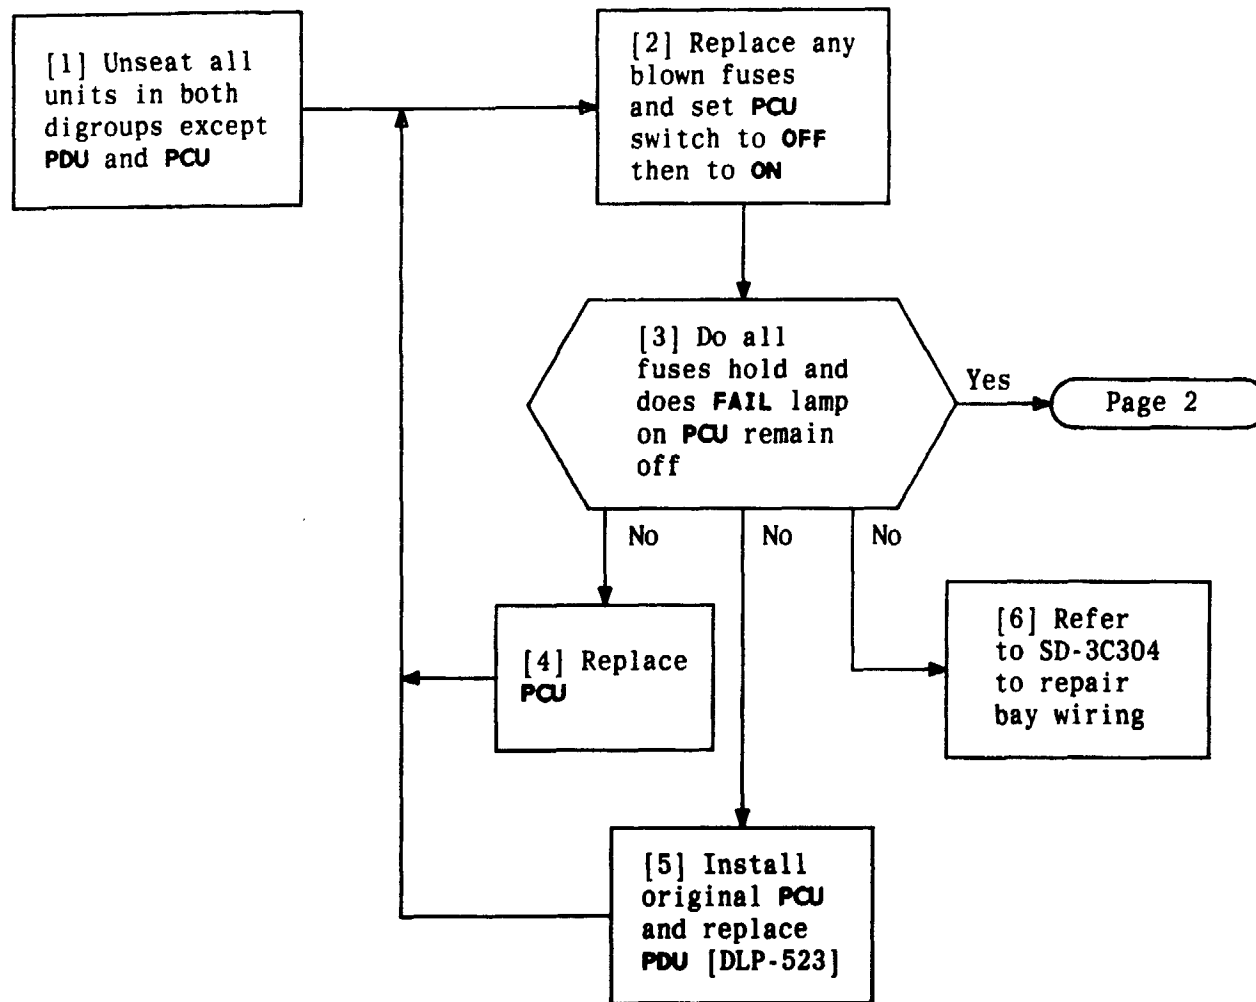 [1] Unseat all
units in both
digroups except
PDU and PCU
[2] Replace any
blown fuses
and set PCU
switch to OFF
then to ON
[3] Do all
fuses hold and
does FAIL lamp
on PCU remain
off
Yes
Page 2
No
No
No
[4] Replace
PCU
[6] Refer
to SD-3C304
to repair
bay wiring
[5] Install
original PCU
and replace
PDU [DLP-523]